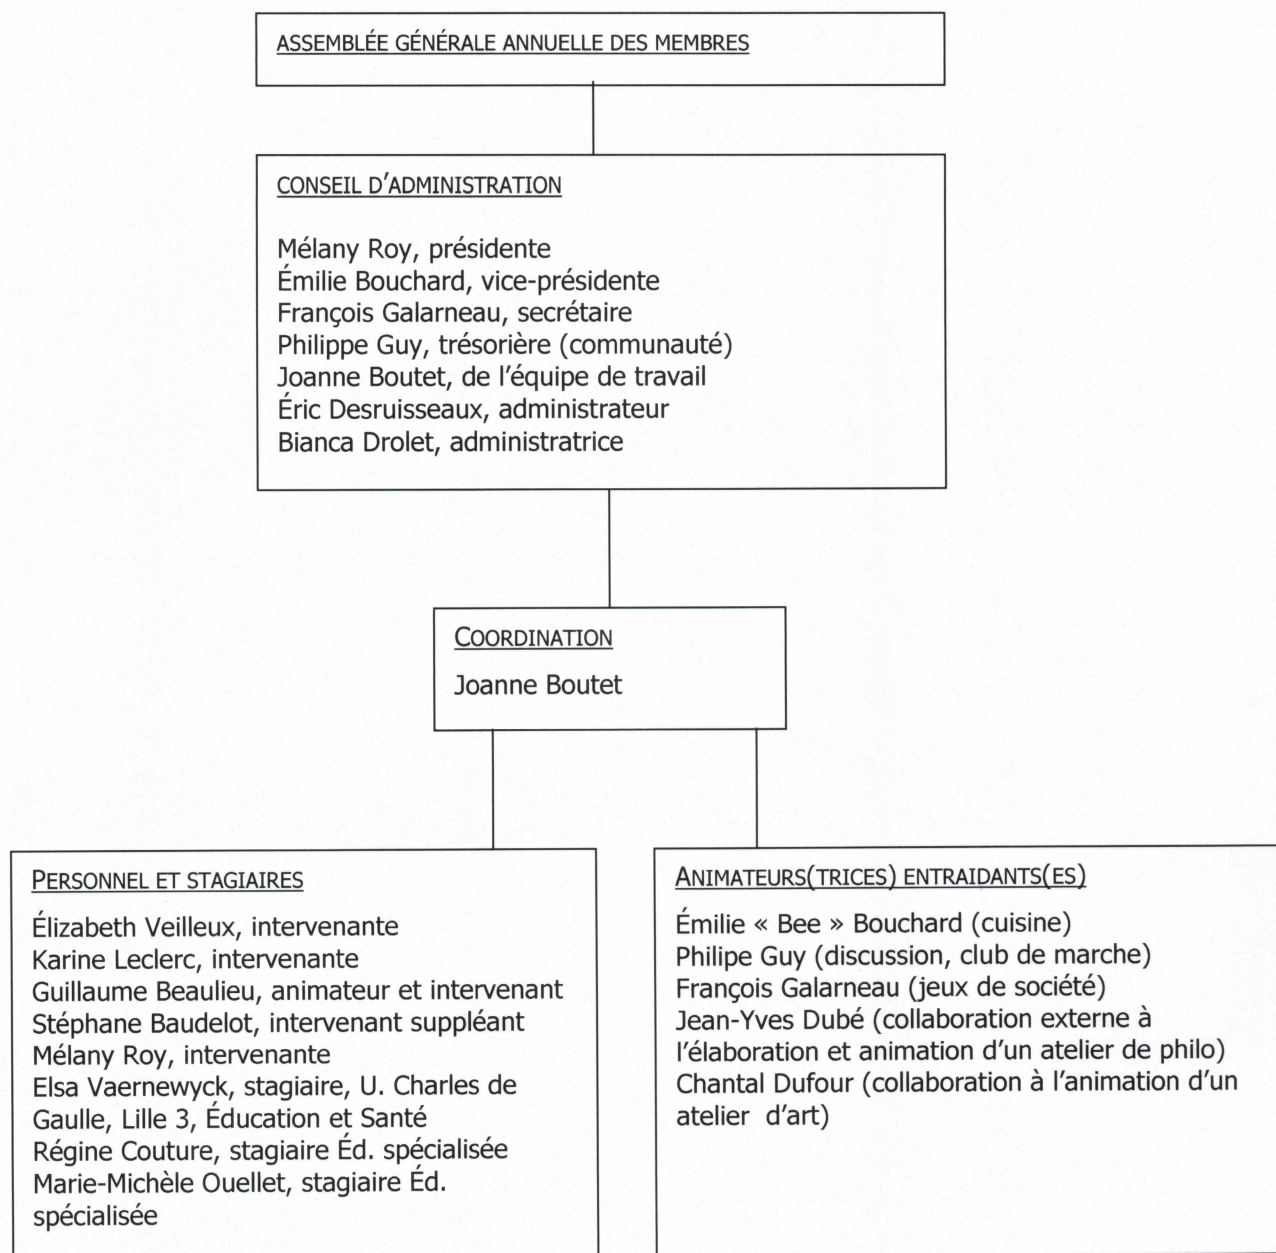 ASSEMBLÉE GÉNÉRALE ANNUELLE DES MEMBRES
CONSEIL D'ADMINISTRATION
Mélany Roy, présidente
Émilie Bouchard, vice-présidente
François Galarneau, secrétaire
Philippe Guy, trésorière (communauté)
Joanne Boutet, de l'équipe de travail
Éric Desruisseaux, administrateur
Bianca Drolet, administratrice
COORDINATION
Joanne Boutet
PERSONNEL ET STAGIAIRES
Élizabeth Veilleux, intervenante
Karine Leclerc, intervenante
Guillaume Beaulieu, animateur et intervenant
Stéphane Baudelot, intervenant suppléant
Mélany Roy, intervenante
Elsa Vaernewyck, stagiaire, U. Charles de
Gaulle, Lille 3, Éducation et Santé
Régine Couture, stagiaire Éd. spécialisée
Marie-Michèle Ouellet, stagiaire Éd.
spécialisée
ANIMATEURS(TRICES) ENTRAIDANTS(ES)
Émilie « Bee » Bouchard (cuisine)
Philipe Guy (discussion, club de marche)
François Galarneau (jeux de société)
Jean-Yves Dubé (collaboration externe à
l'élaboration et animation d'un atelier de philo)
Chantal Dufour (collaboration à l'animation d'un
atelier d'art)